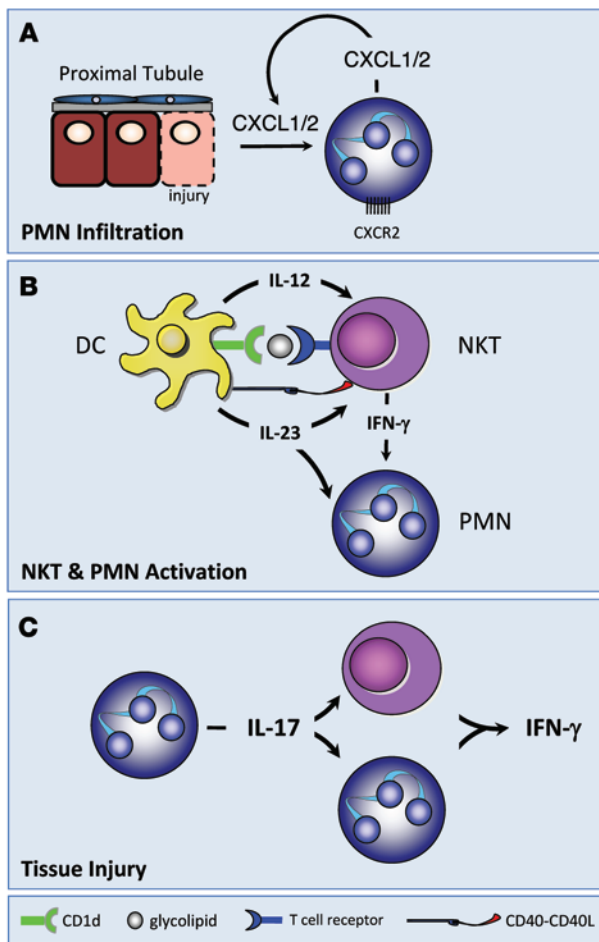 A
Proximal Tubule
CXCL1/2
CXCL1/2
injury
CXCR2
PMN Infiltration
B
IL-12
DC
NKT
IL-23
IFN-γ
PMN
NKT & PMN Activation
C
IL-17
IFN-γ
Tissue Injury
CD1d
glycolipid
T cell receptor
CD40-CD40L